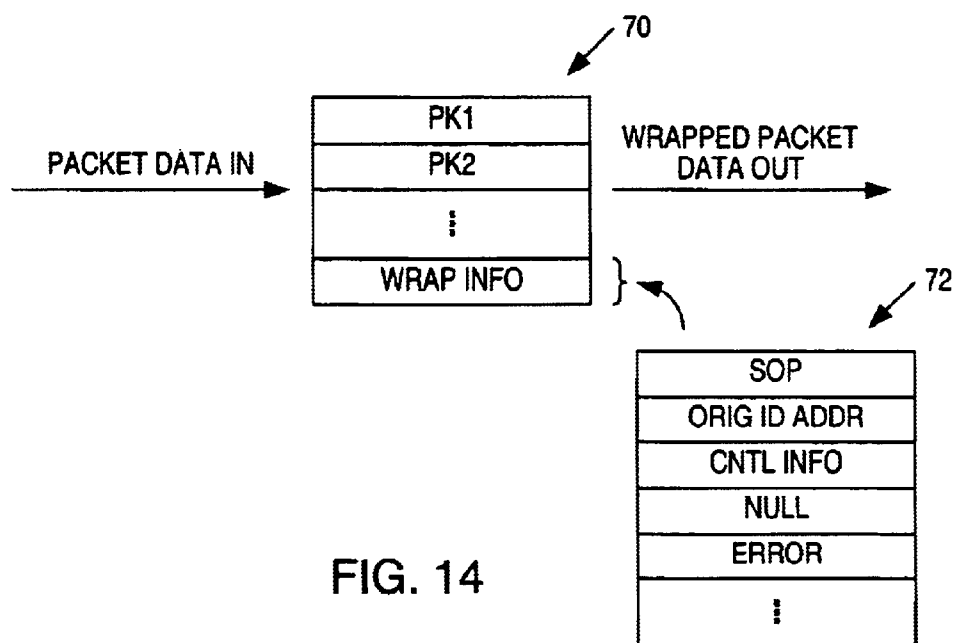 70
PK1
PACKET DATA IN
PK2
WRAPPED PACKET
DATA OUT
WRAP INFO
72
SOP
ORIG ID ADDR
CNTL INFO
NULL
ERROR
FIG. 14